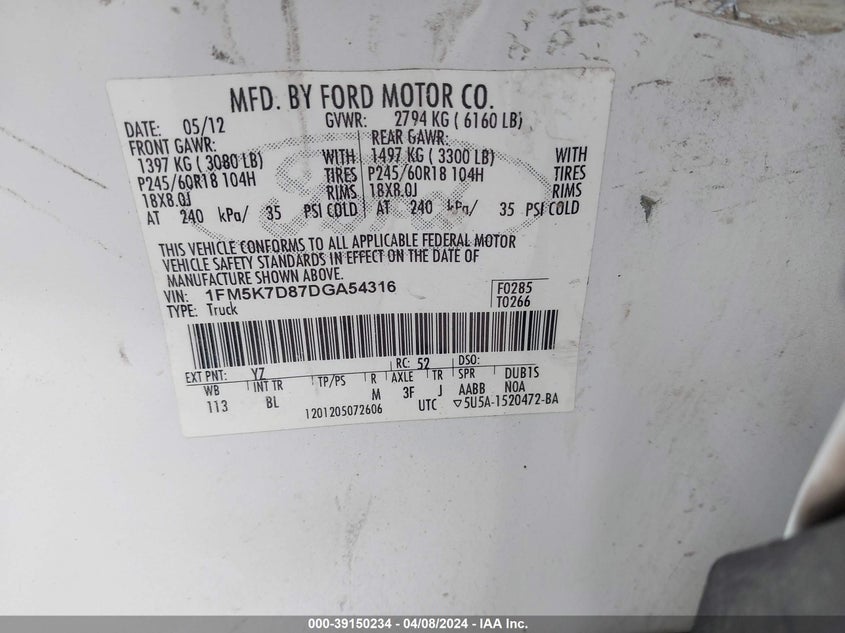 MFD. BY FORD MOTOR CO.
DATE: 05/12 GVWR: 2794 KG ( 6160 LB)
FRONT GAWR: REAR GAWR:
1397 KG ( 3080 LB) WITH 1497 KG ( 3300 LB) WITH
P245/60R18 104H TIRES P245/60R18 104H TIRES
18X8.0J RIMS 18X8.0J RIMS
AT 240 kPa/ 35 PSI COLD AT 240 kPa/ 35 PSI COLD
THIS VEHICLE CONFORMS TO ALL APPLICABLE FEDERAL MOTOR
VEHICLE SAFETY STANDARDS IN EFFECT ON THE DATE OF
MANUFACTURE SHOWN ABOVE.
VIN: 1FM5K7D87DGA54316 F0285
TYPE: Truck T0266
EXT PNT: YZ RC: 52 DSO:
WB INT TR TP/PS R AXLE TR SPR DUB1S
113 BL M 3F J AABB N0A
1201205072606 UTC ▽5U5A-1520472-BA
000-39150234 - 04/08/2024 - IAA Inc.